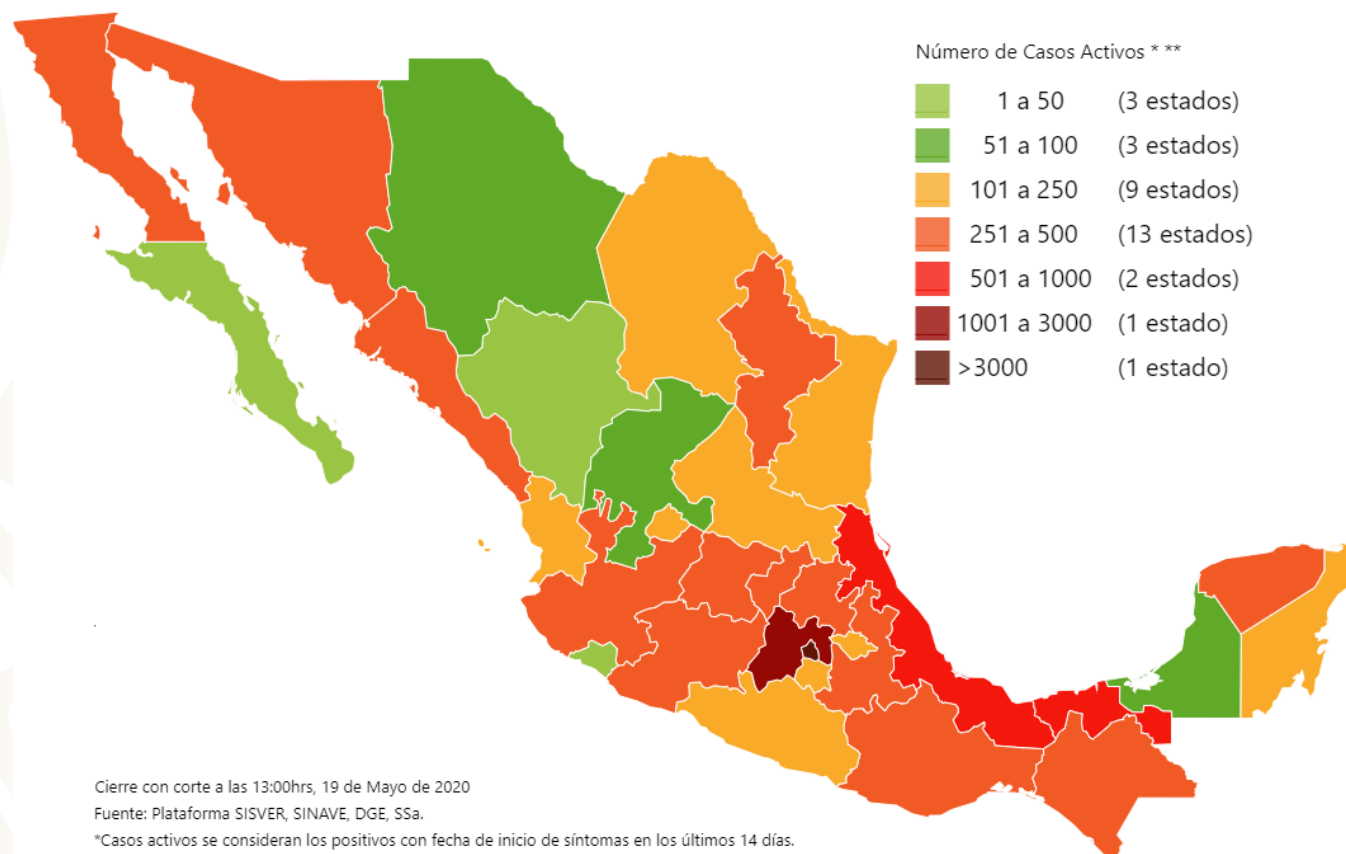 Número de Casos Activos * **
1 a 50 (3 estados)
51 a 100 (3 estados)
101 a 250 (9 estados)
251 a 500 (13 estados)
501 a 1000 (2 estados)
1001 a 3000 (1 estado)
>3000 (1 estado)
Cierre con corte a las 13:00hrs, 19 de Mayo de 2020
Fuente: Plataforma SISVER, SINAVE, DGE, SSa.
*Casos activos se consideran los positivos con fecha de inicio de síntomas en los últimos 14 días.